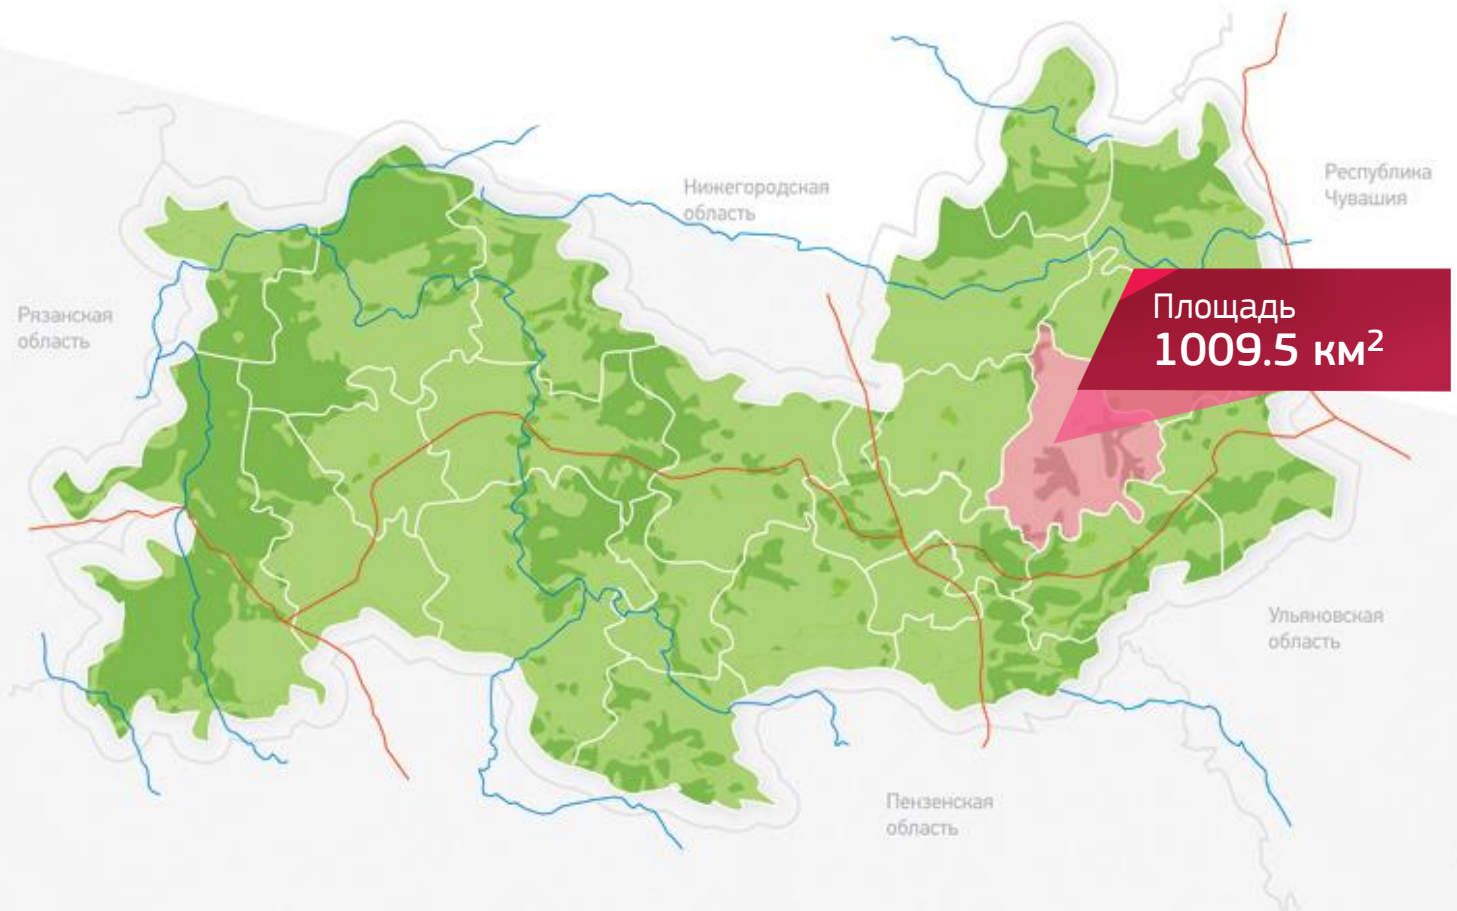 Нижегородская
область
Республика
Чувашия
Рязанская
область
Площадь
1009.5 км²
Ульяновская
область
Пензенская
область